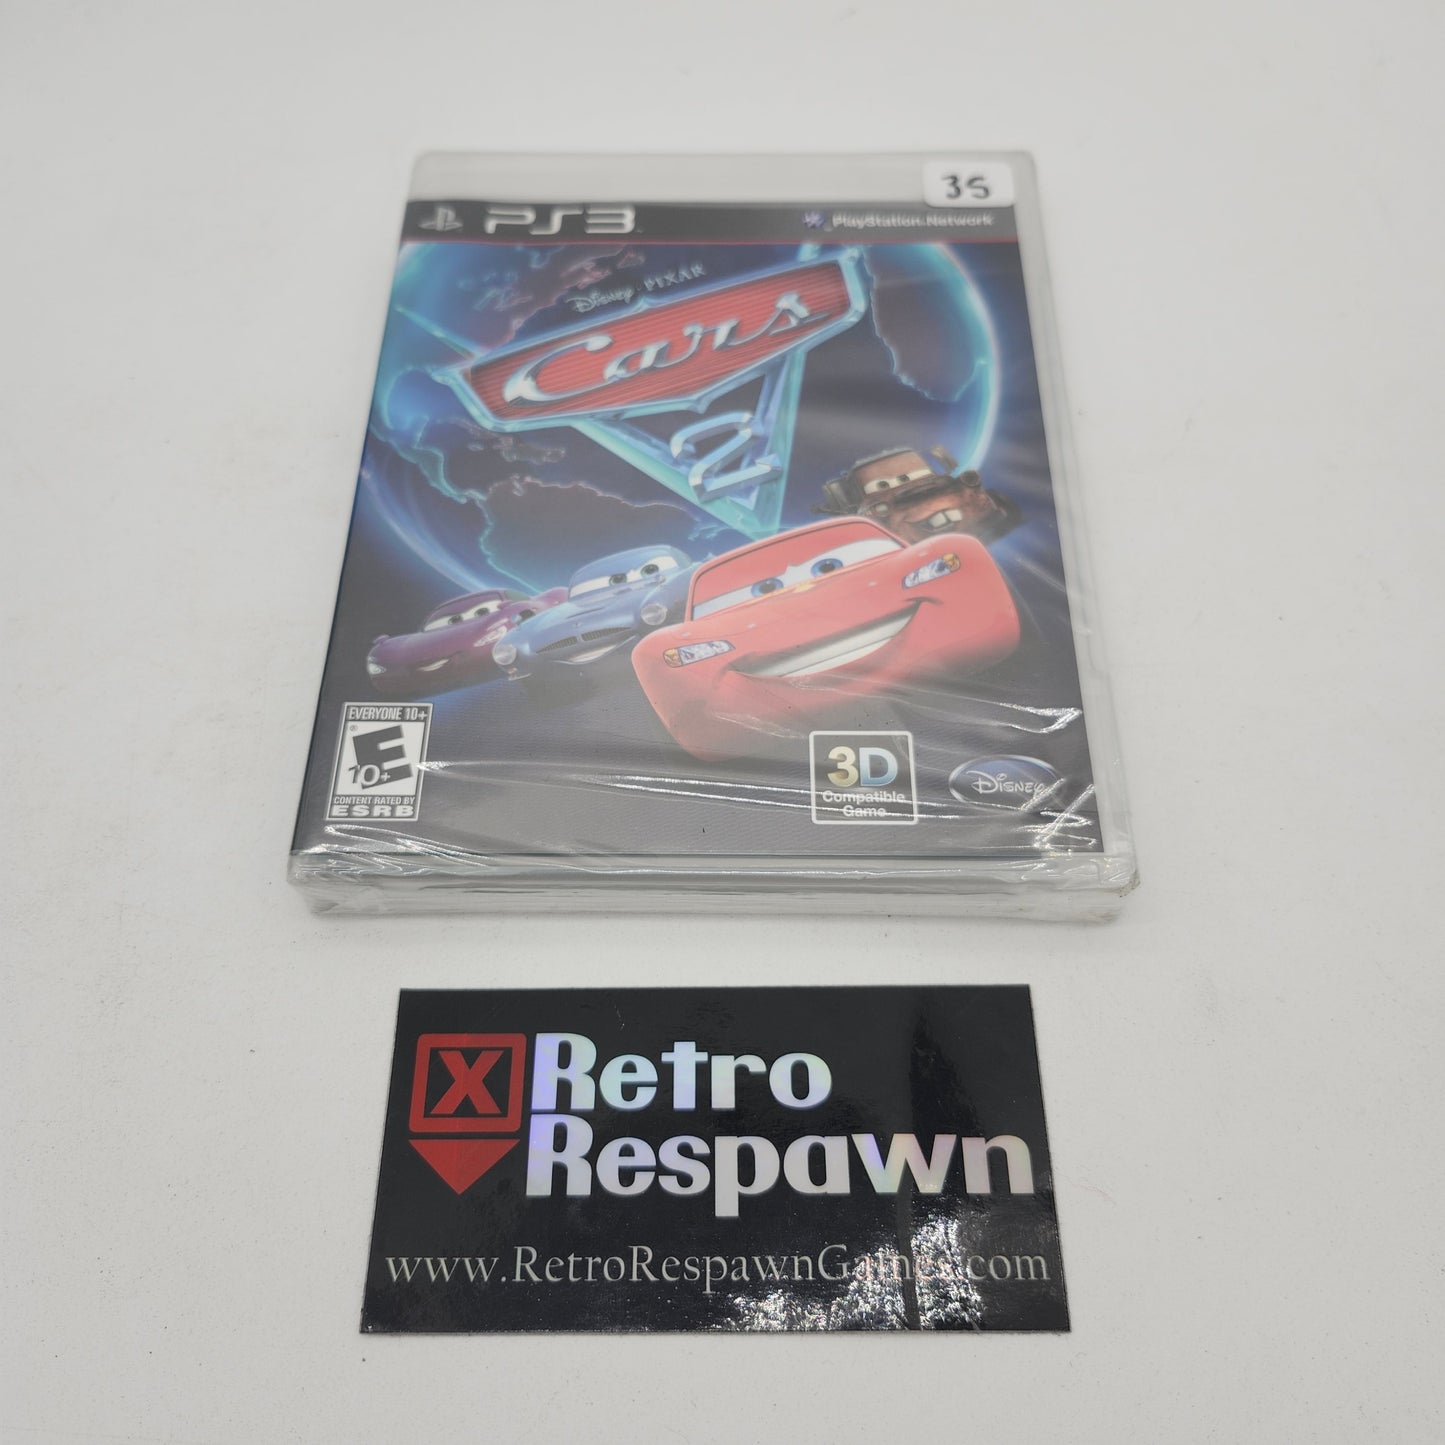 35
PS3
PlayStation Network
Disney · PIXAR
Cars
2
EVERYONE 10+
E
10+
CONTENT RATED BY
ESRB
3D
Compatible
Game
Disney
X Retro
Respawn
www.RetroRespawnGames.com